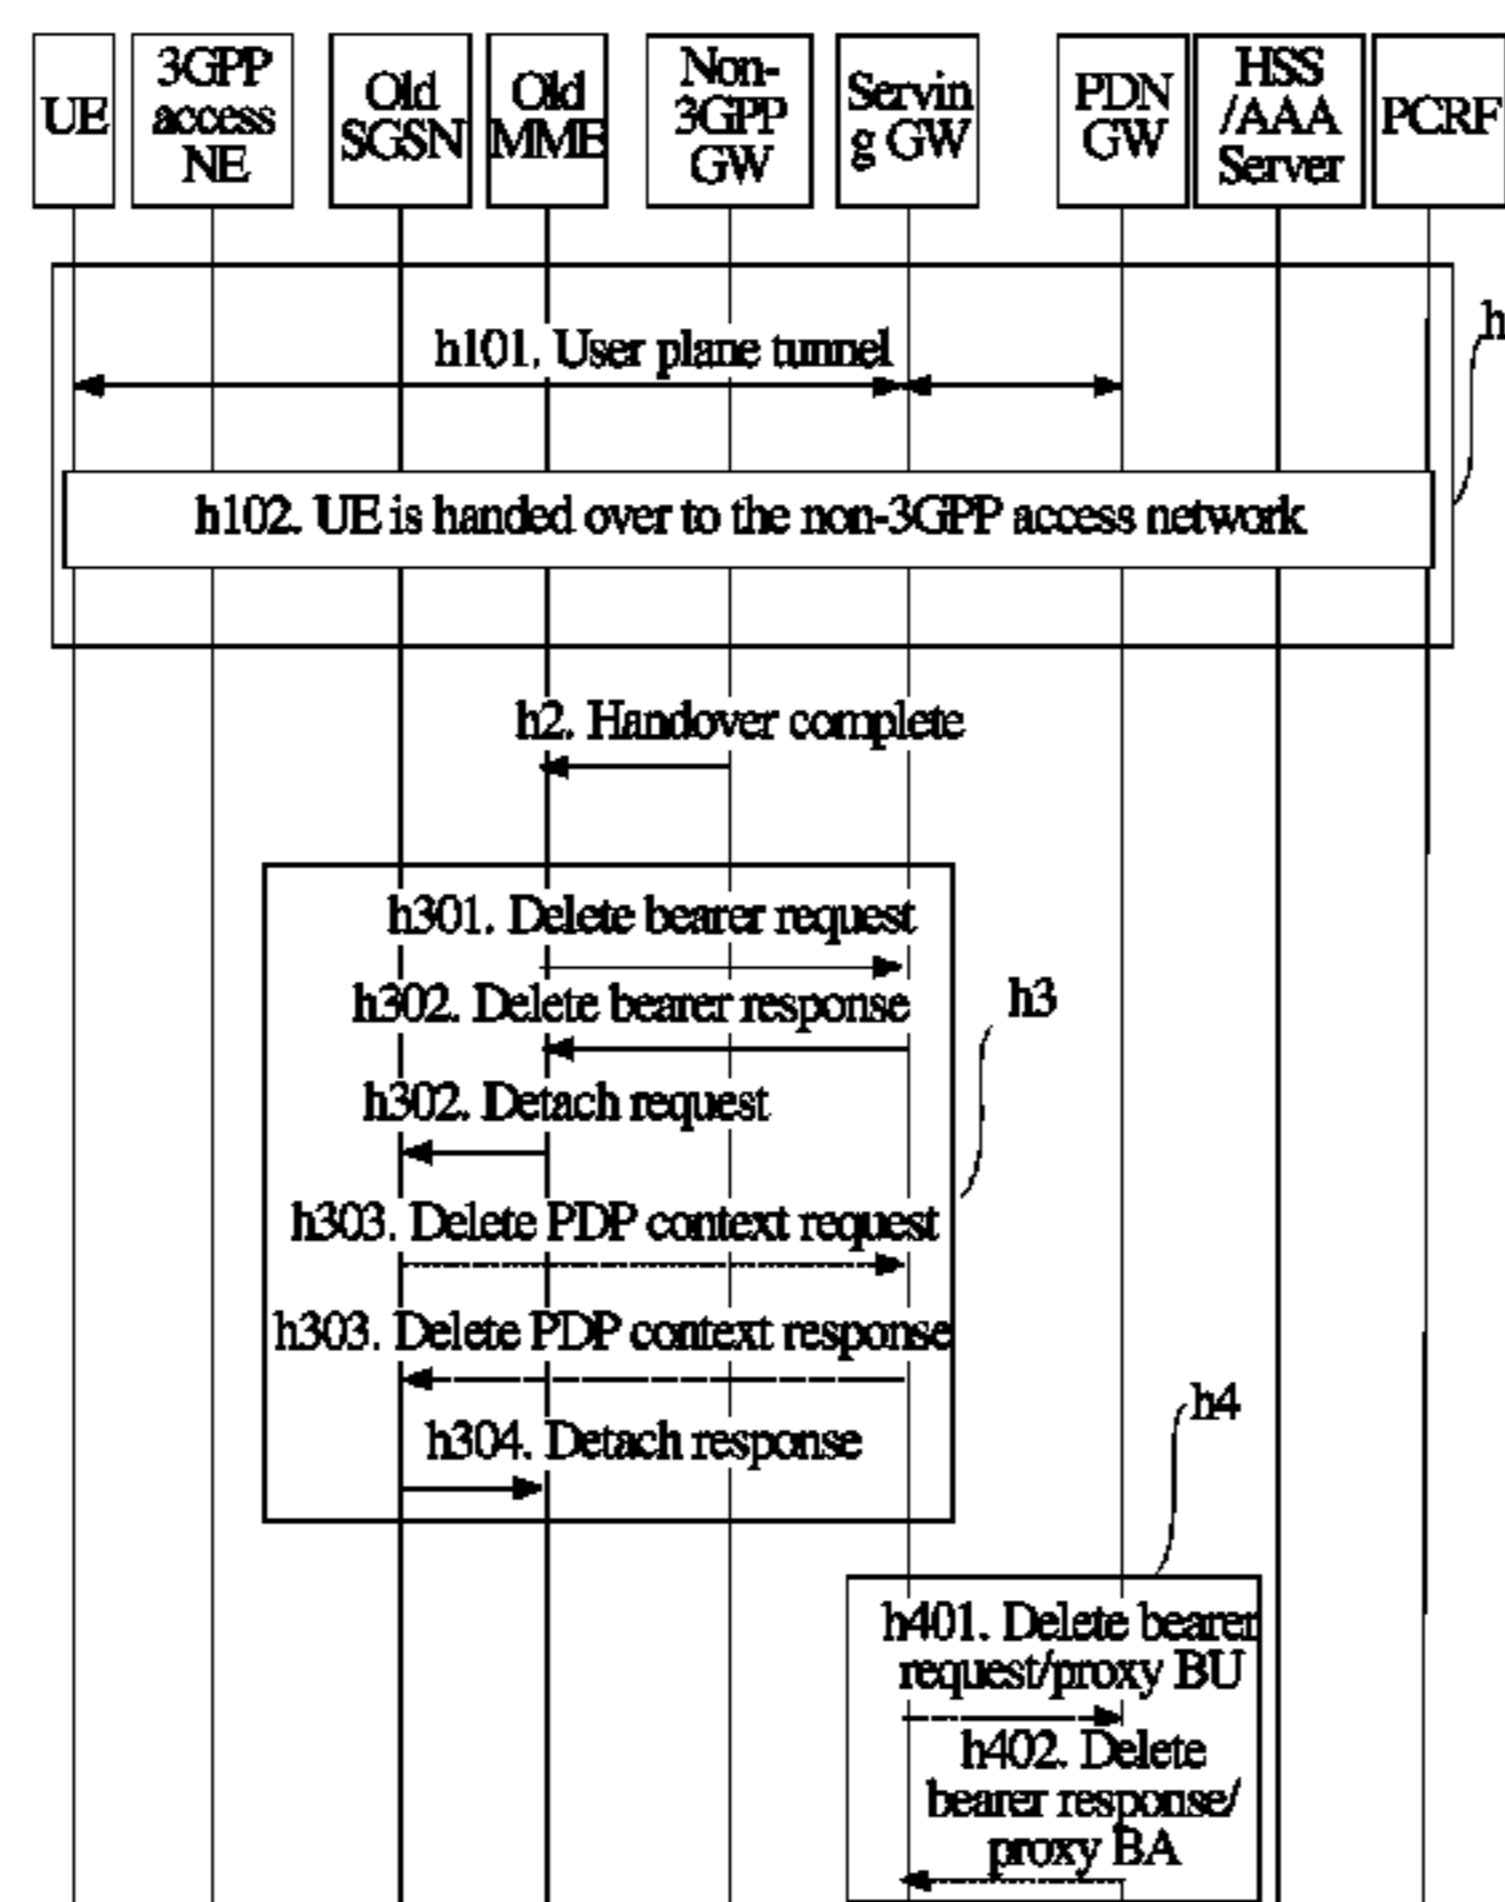 UE
3GPP
access
NE
Old
SGSN
Old
MME
Non-
3GPP
GW
Servin
g GW
PDN
GW
HSS
/AAA
Server
PCRF
h
h101. User plane tunnel
h102. UE is handed over to the non-3GPP access network
h2. Handover complete
h301. Delete bearer request
h302. Delete bearer response
h3
h302. Detach request
h303. Delete PDP context request
h303. Delete PDP context response
h304. Detach response
h4
h401. Delete bearer
request/proxy BU
h402. Delete
bearer response/
proxy BA